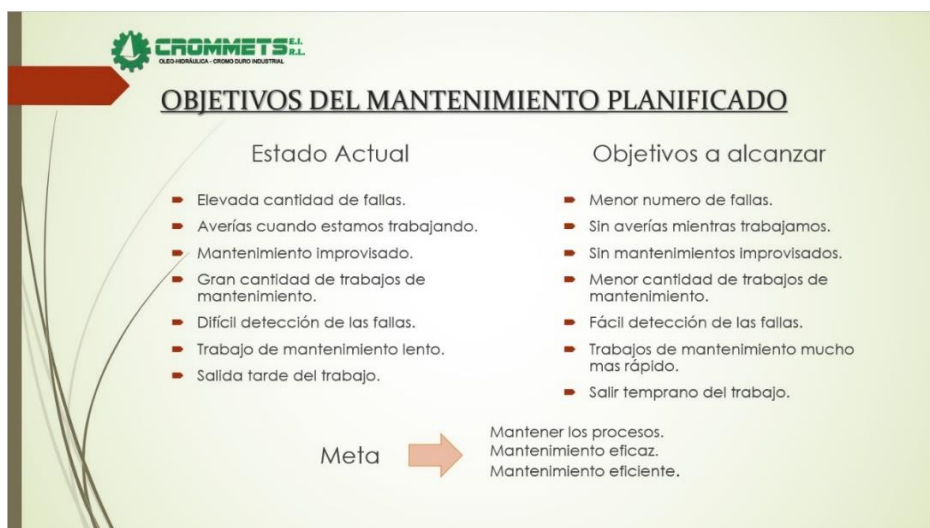 CROMMETS E.I.
R.L.
OLEO-HIDRÁULICA - CROMO DURO INDUSTRIAL
OBJETIVOS DEL MANTENIMIENTO PLANIFICADO
Estado Actual
Elevada cantidad de fallas.
Averías cuando estamos trabajando.
Mantenimiento improvisado.
Gran cantidad de trabajos de
mantenimiento.
Difícil detección de las fallas.
Trabajo de mantenimiento lento.
Salida tarde del trabajo.
Objetivos a alcanzar
Menor numero de fallas.
Sin averías mientras trabajamos.
Sin mantenimientos improvisados.
Menor cantidad de trabajos de
mantenimiento.
Fácil detección de las fallas.
Trabajos de mantenimiento mucho
mas rápido.
Salir temprano del trabajo.
Meta
Mantener los procesos.
Mantenimiento eficaz.
Mantenimiento eficiente.